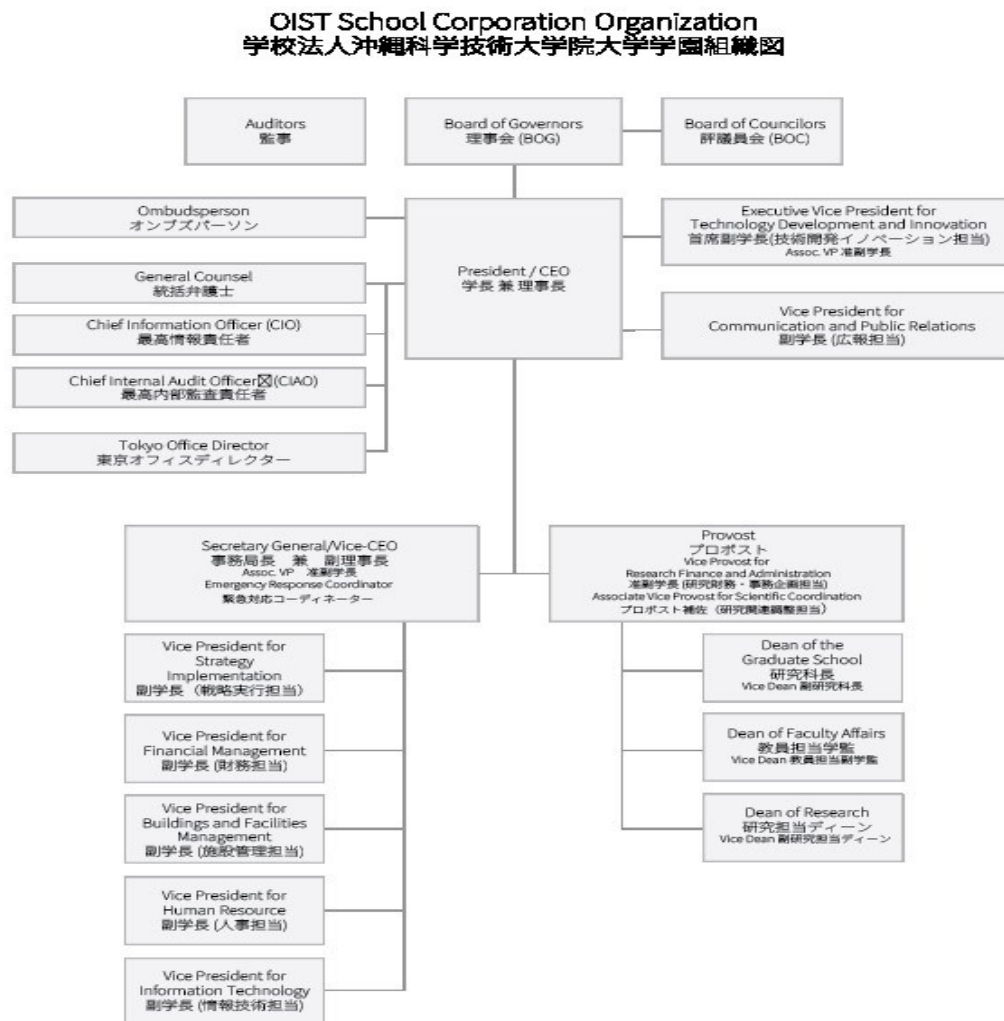 OIST School Corporation Organization
学校法人沖縄科学技術大学院大学学園組織図
Auditors
監事
Board of Governors
理事会 (BOG)
Board of Councilors
評議員会 (BOC)
Ombudsperson
オンブズパーソン
General Counsel
統括弁護士
Chief Information Officer (CIO)
最高情報責任者
Chief Internal Audit Officer☒(CIAO)
最高内部監査責任者
Tokyo Office Director
東京オフィスディレクター
President / CEO
学長 兼 理事長
Executive Vice President for
Technology Development and Innovation
首席副学長(技術開発イノベーション担当)
Assoc. VP 准副学長
Vice President for
Communication and Public Relations
副学長 (広報担当)
Secretary General/Vice-CEO
事務局長 兼 副理事長
Assoc. VP 准副学長
Emergency Response Coordinator
緊急対応コーディネーター
Vice President for
Strategy
Implementation
副学長（戦略実行担当）
Vice President for
Financial Management
副学長 (財務担当)
Vice President for
Buildings and Facilities
Management
副学長 (施設管理担当)
Vice President for
Human Resource
副学長 (人事担当)
Vice President for
Information Technology
副学長 (情報技術担当)
Provost
プロボスト
Vice Provost for
Research Finance and Administration
准副学長 (研究財務・事務企画担当)
Associate Vice Provost for Scientific Coordination
プロボスト補佐（研究関連調整担当）
Dean of the
Graduate School
研究科長
Vice Dean 副研究科長
Dean of Faculty Affairs
教員担当学監
Vice Dean 教員担当副学監
Dean of Research
研究担当ディーン
Vice Dean 副研究担当ディーン